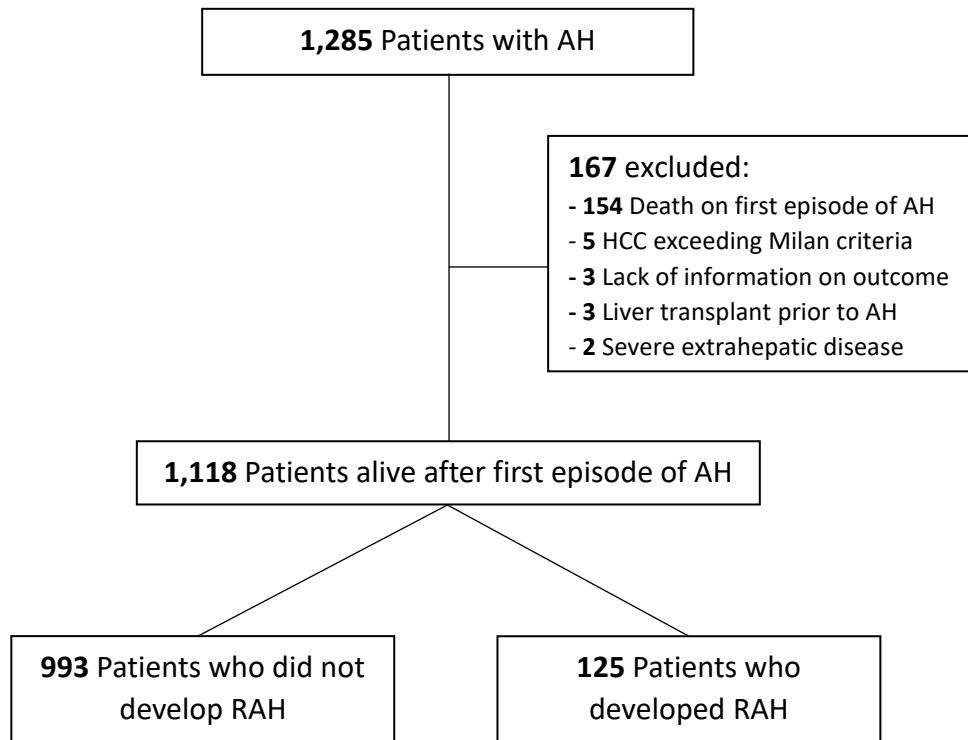 1,285 Patients with AH
167 excluded:
- 154 Death on first episode of AH
- 5 HCC exceeding Milan criteria
- 3 Lack of information on outcome
- 3 Liver transplant prior to AH
- 2 Severe extrahepatic disease
1,118 Patients alive after first episode of AH
993 Patients who did not
develop RAH
125 Patients who
developed RAH